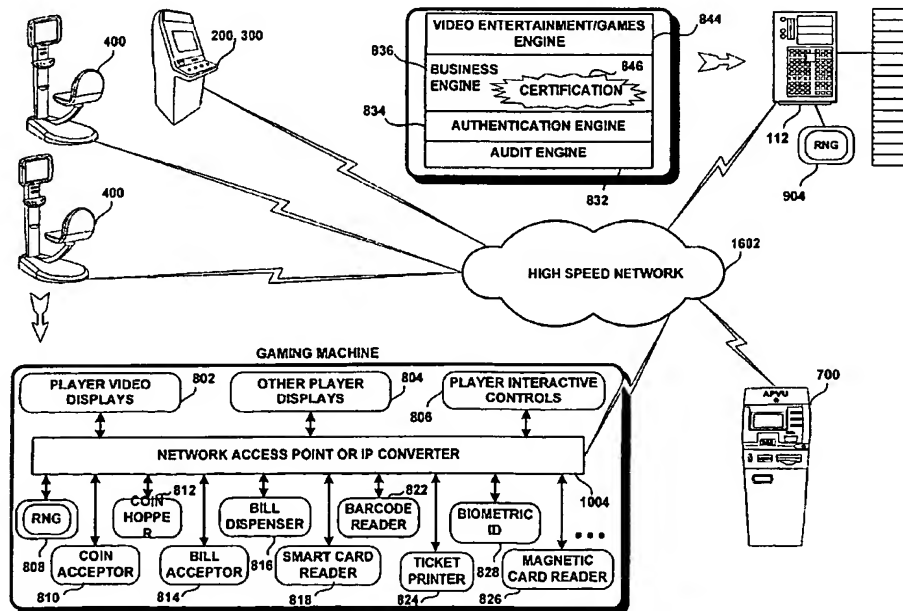 400
200, 300
VIDEO ENTERTAINMENT/GAMES
ENGINE
844
836
BUSINESS
ENGINE
846
CERTIFICATION
834
AUTHENTICATION ENGINE
AUDIT ENGINE
832
112
RNG
904
400
HIGH SPEED NETWORK
1602
GAMING MACHINE
PLAYER VIDEO
DISPLAYS
802
OTHER PLAYER
DISPLAYS
804
806
PLAYER INTERACTIVE
CONTROLS
APVU
700
NETWORK ACCESS POINT OR IP CONVERTER
1004
RNG
808
812
COIN
HOPPE
R
BILL
DISPENSER
816
822
BARCODE
READER
BIOMETRIC
ID
828
COIN
ACCEPTOR
810
BILL
ACCEPTOR
814
SMART CARD
READER
818
TICKET
PRINTER
824
MAGNETIC
CARD READER
826